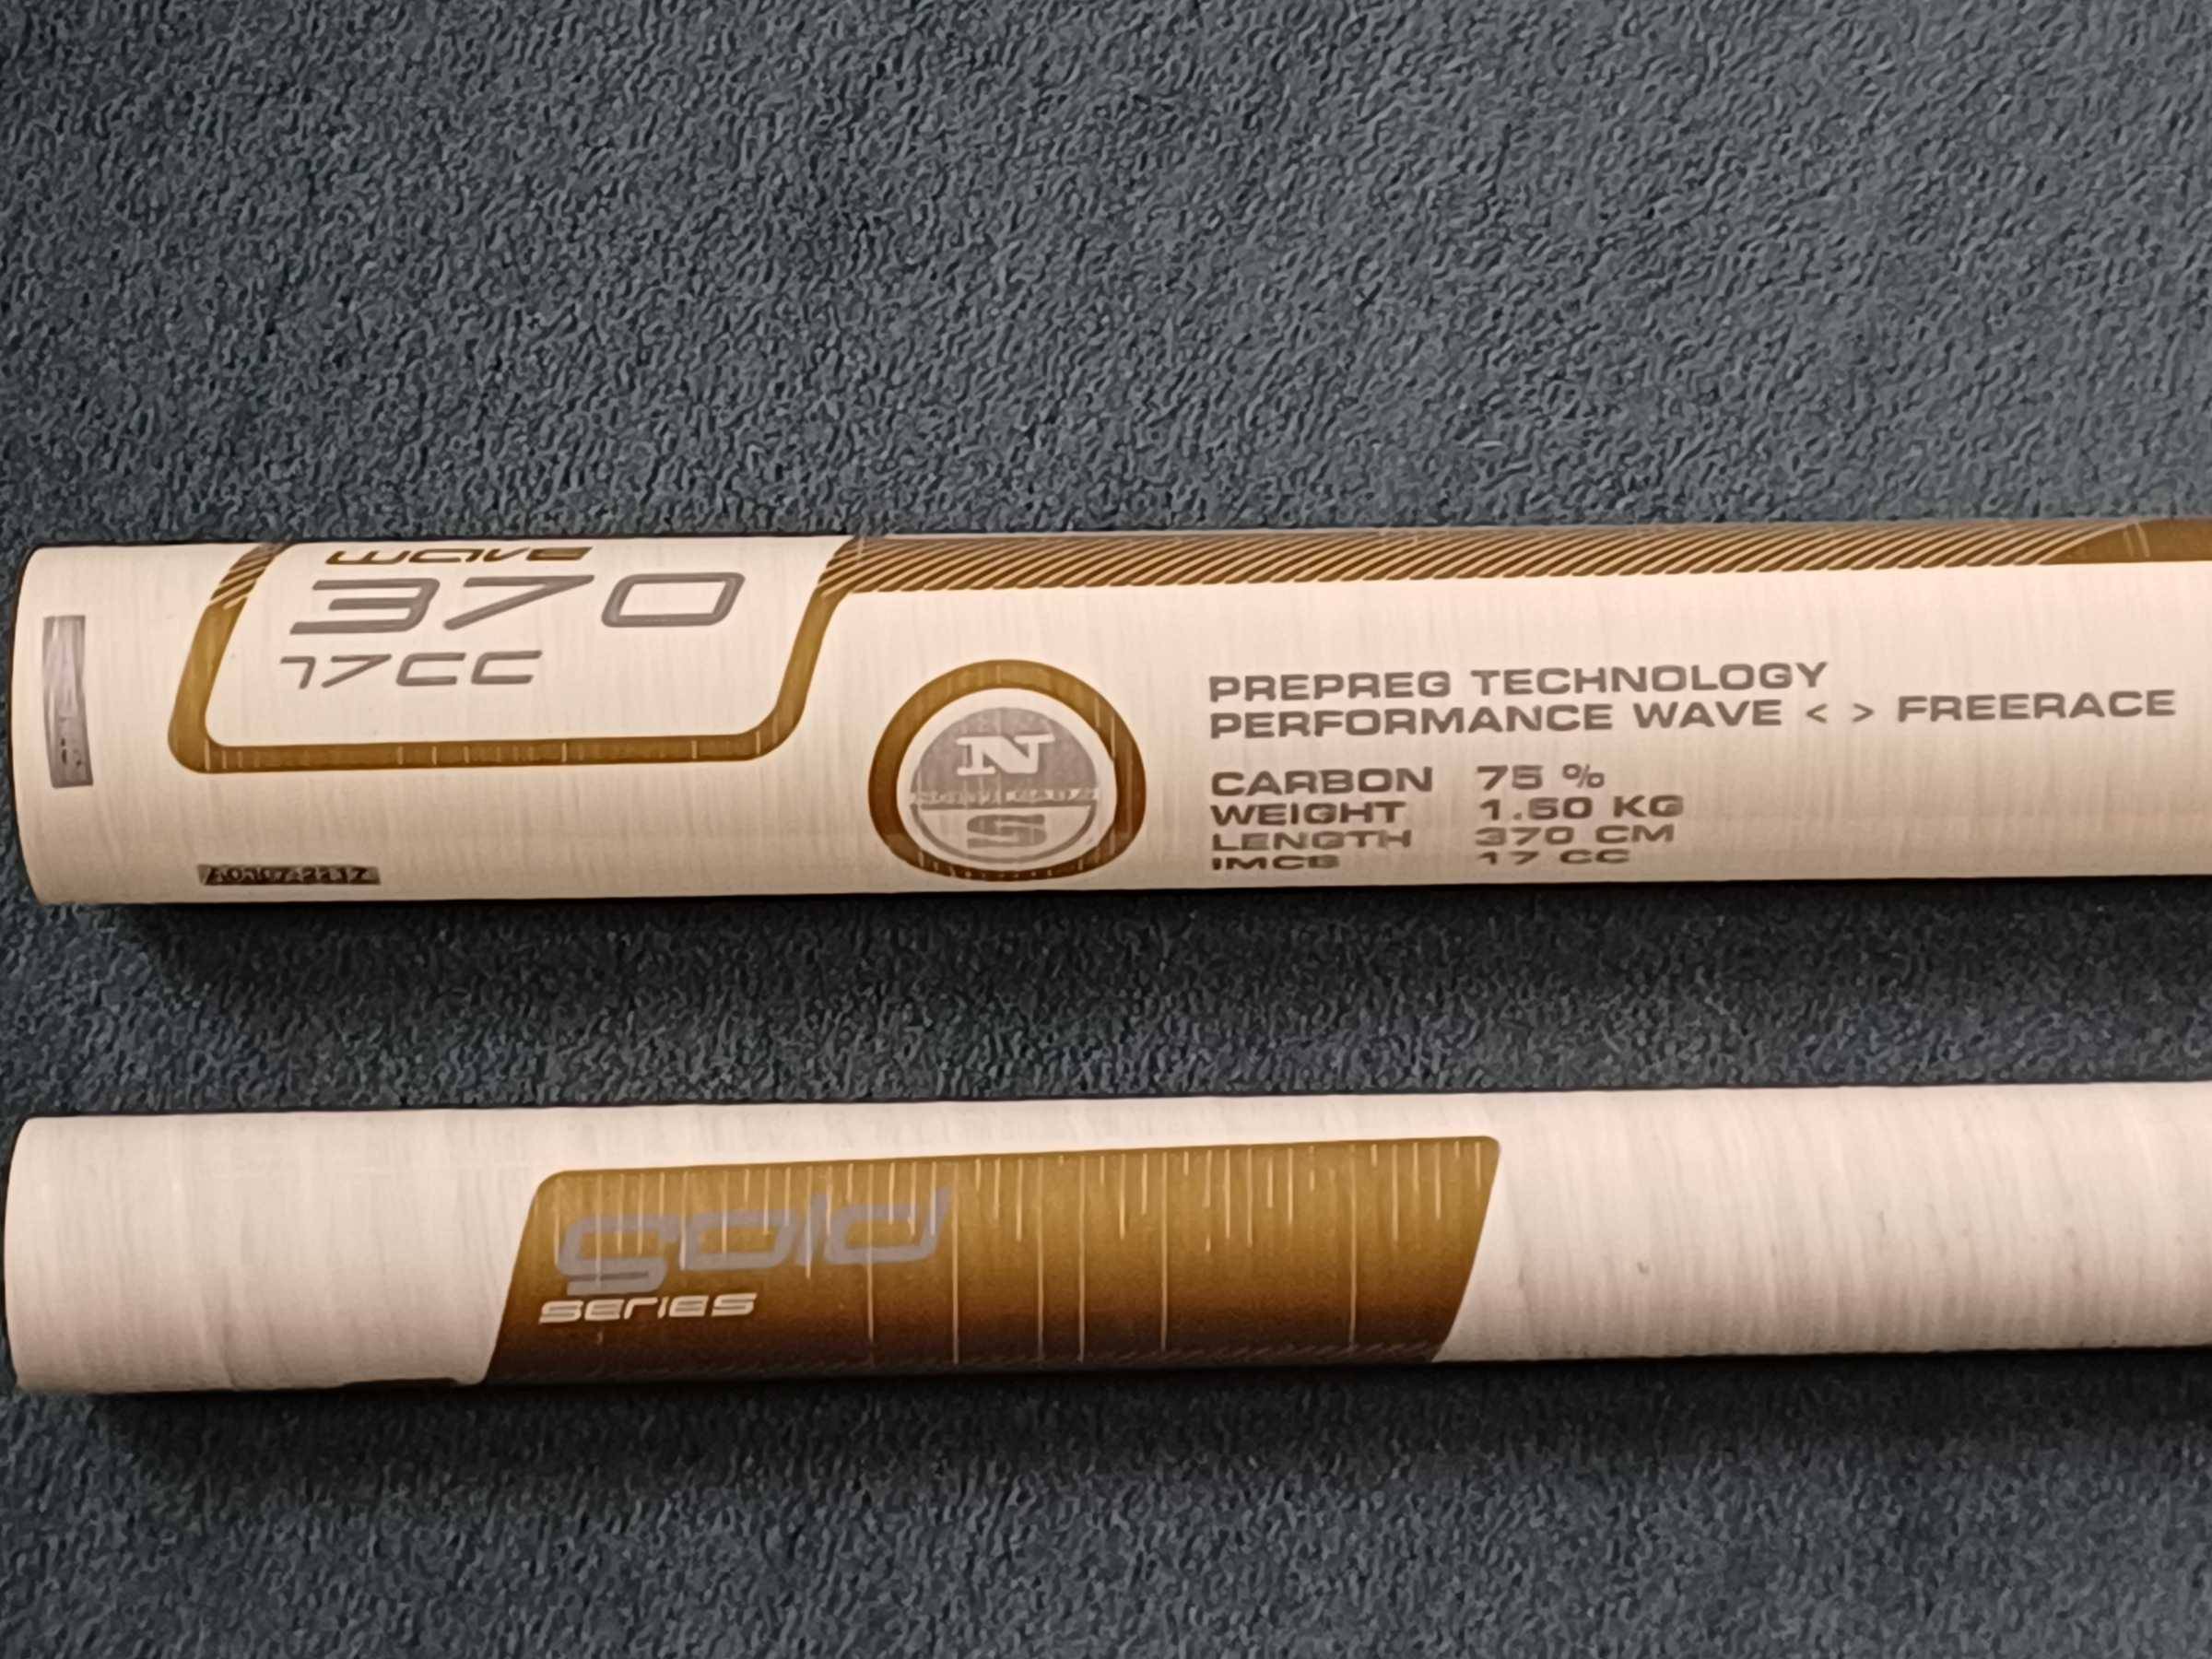 wave
370
17CC
N
S
PREPREG TECHNOLOGY
PERFORMANCE WAVE < > FREERACE
CARBON 75 %
WEIGHT 1.50 KG
LENGTH 370 CM
IMCS 17 CC
gold
series